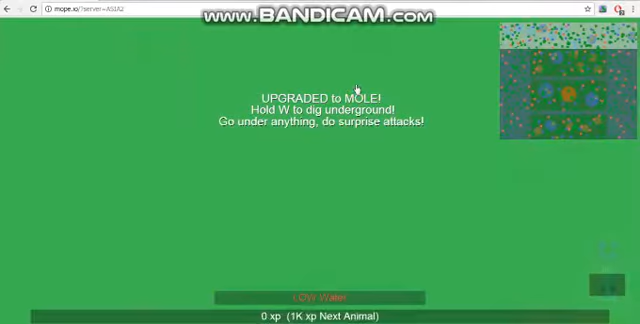 mope.io/?server=ASIA2
www.BANDICAM.com
UPGRADED to MOLE!
Hold W to dig underground!
Go under anything, do surprise attacks!
LOW Water
0 xp (1K xp Next Animal)